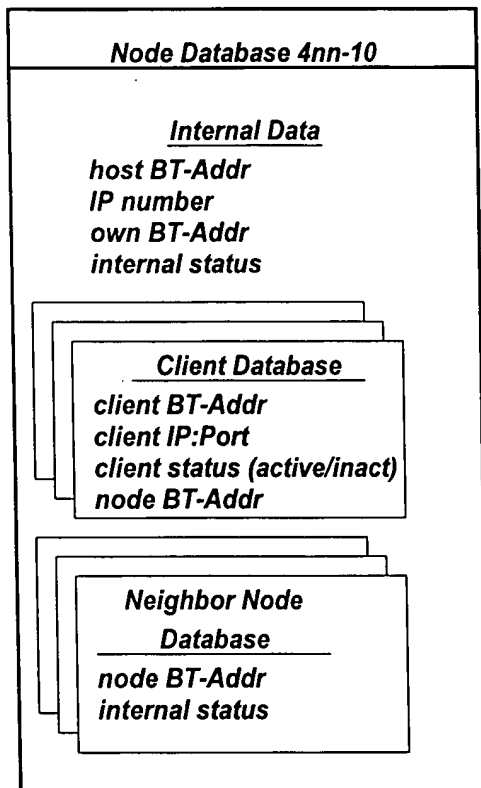 Node Database 4nn-10
Internal Data
host BT-Addr
IP number
own BT-Addr
internal status
Client Database
client BT-Addr
client IP:Port
client status (active/inact)
node BT-Addr
Neighbor Node
Database
node BT-Addr
internal status